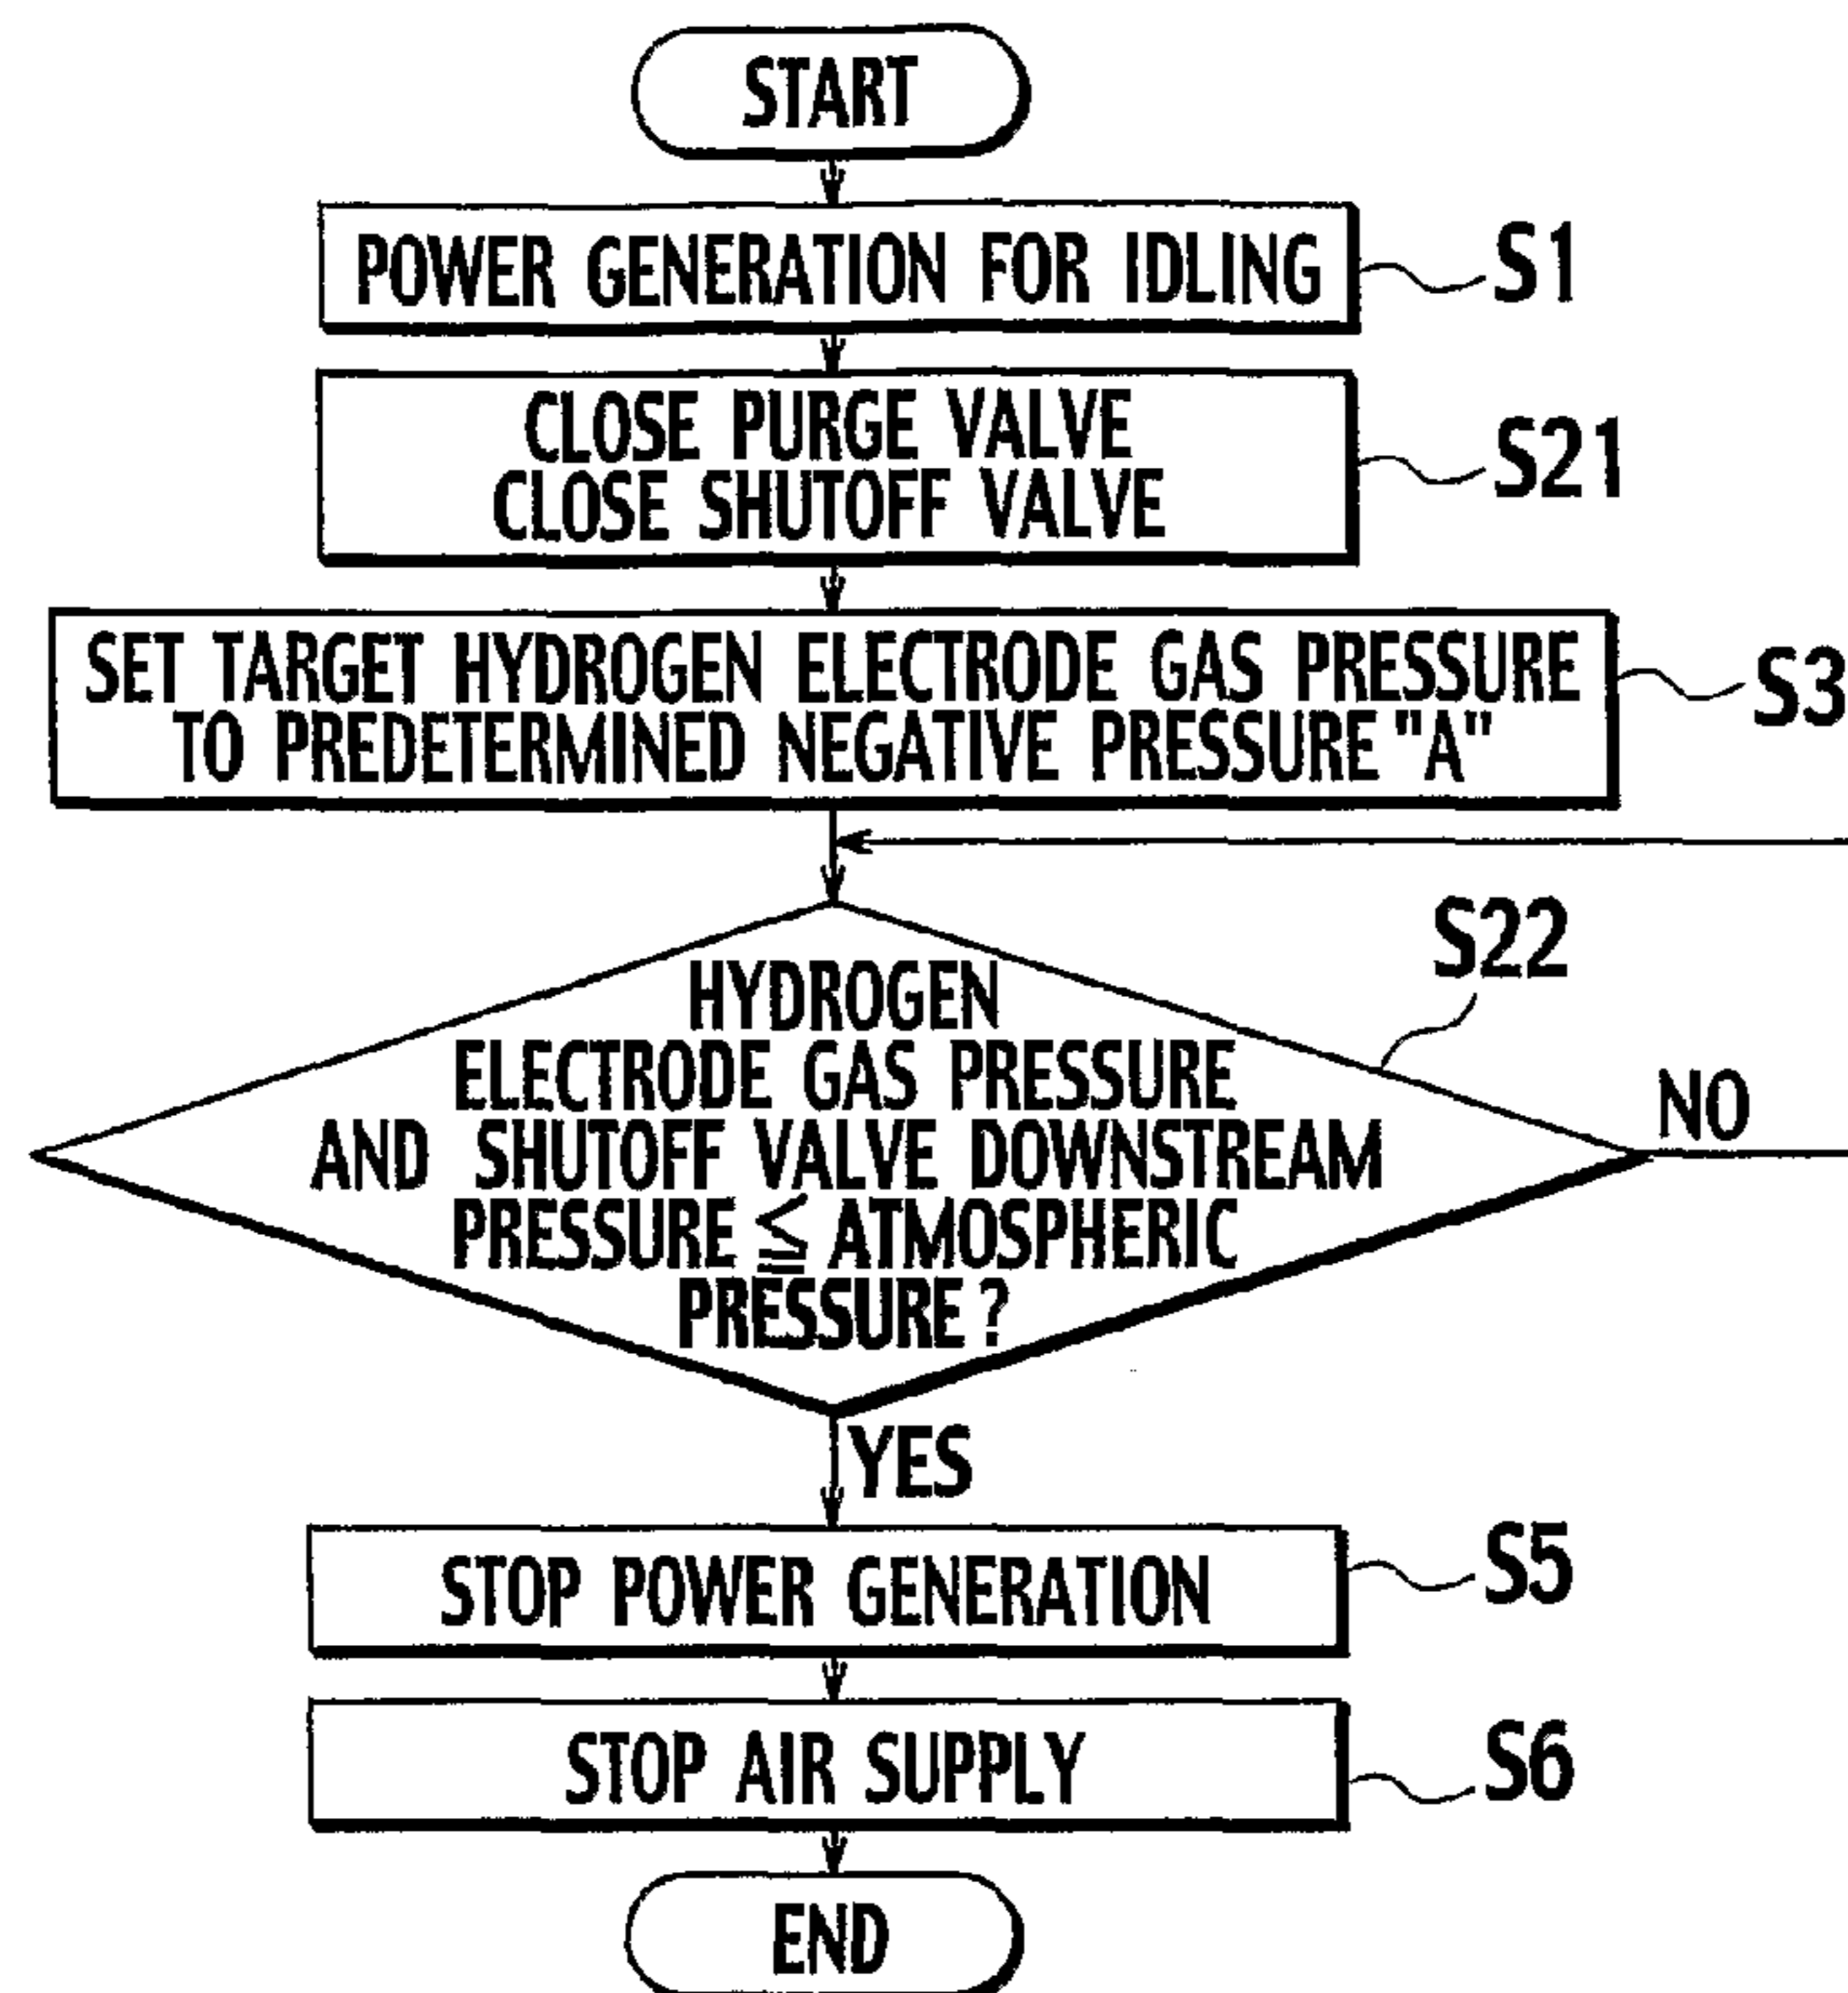 START
POWER GENERATION FOR IDLING
S1
CLOSE PURGE VALVE
CLOSE SHUTOFF VALVE
S21
SET TARGET HYDROGEN ELECTRODE GAS PRESSURE
TO PREDETERMINED NEGATIVE PRESSURE "A"
S3
S22
HYDROGEN
ELECTRODE GAS PRESSURE
AND SHUTOFF VALVE DOWNSTREAM
PRESSURE ≦ ATMOSPHERIC
PRESSURE?
NO
YES
STOP POWER GENERATION
S5
STOP AIR SUPPLY
S6
END